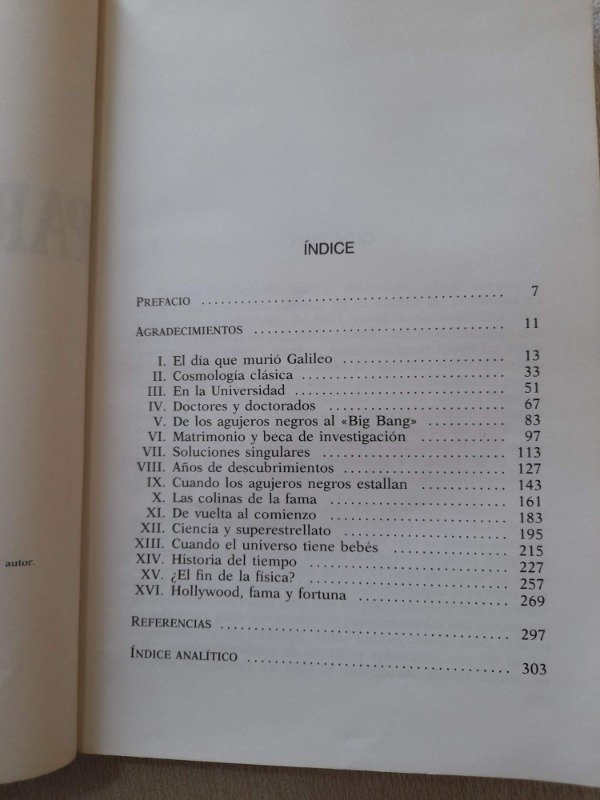 ÍNDICE
PREFACIO ........ 7
AGRADECIMIENTOS ........ 11
I. El día que murió Galileo ........ 13
II. Cosmología clásica ........ 33
III. En la Universidad ........ 51
IV. Doctores y doctorados ........ 67
V. De los agujeros negros al «Big Bang» ........ 83
VI. Matrimonio y beca de investigación ........ 97
VII. Soluciones singulares ........ 113
VIII. Años de descubrimientos ........ 127
IX. Cuando los agujeros negros estallan ........ 143
X. Las colinas de la fama ........ 161
XI. De vuelta al comienzo ........ 183
XII. Ciencia y superestrellato ........ 195
XIII. Cuando el universo tiene bebés ........ 215
XIV. Historia del tiempo ........ 227
XV. ¿El fin de la física? ........ 257
XVI. Hollywood, fama y fortuna ........ 269
REFERENCIAS ........ 297
ÍNDICE ANALÍTICO ........ 303
autor.